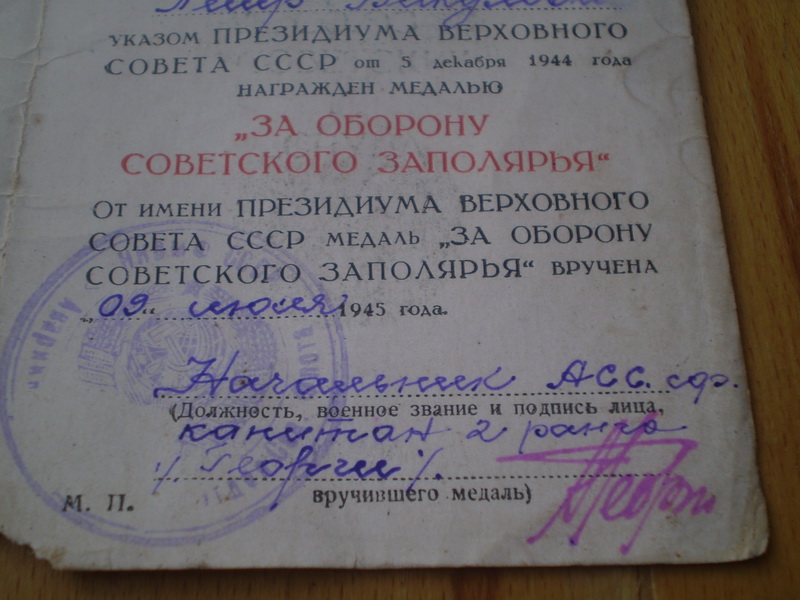 Петр
УКАЗОМ ПРЕЗИДИУМА ВЕРХОВНОГО
СОВЕТА СССР от 5 декабря 1944 года
НАГРАЖДЕН МЕДАЛЬЮ
„ЗА ОБОРОНУ
СОВЕТСКОГО ЗАПОЛЯРЬЯ“
От имени ПРЕЗИДИУМА ВЕРХОВНОГО
СОВЕТА СССР МЕДАЛЬ „ЗА ОБОРОНУ
СОВЕТСКОГО ЗАПОЛЯРЬЯ“ ВРУЧЕНА
„09„ июля 1945 года.
Начальник АСС. сф.
(Должность, военное звание и подпись лица,
капитан 2 ранга
/. Георги /.
М. П. вручившего медаль)